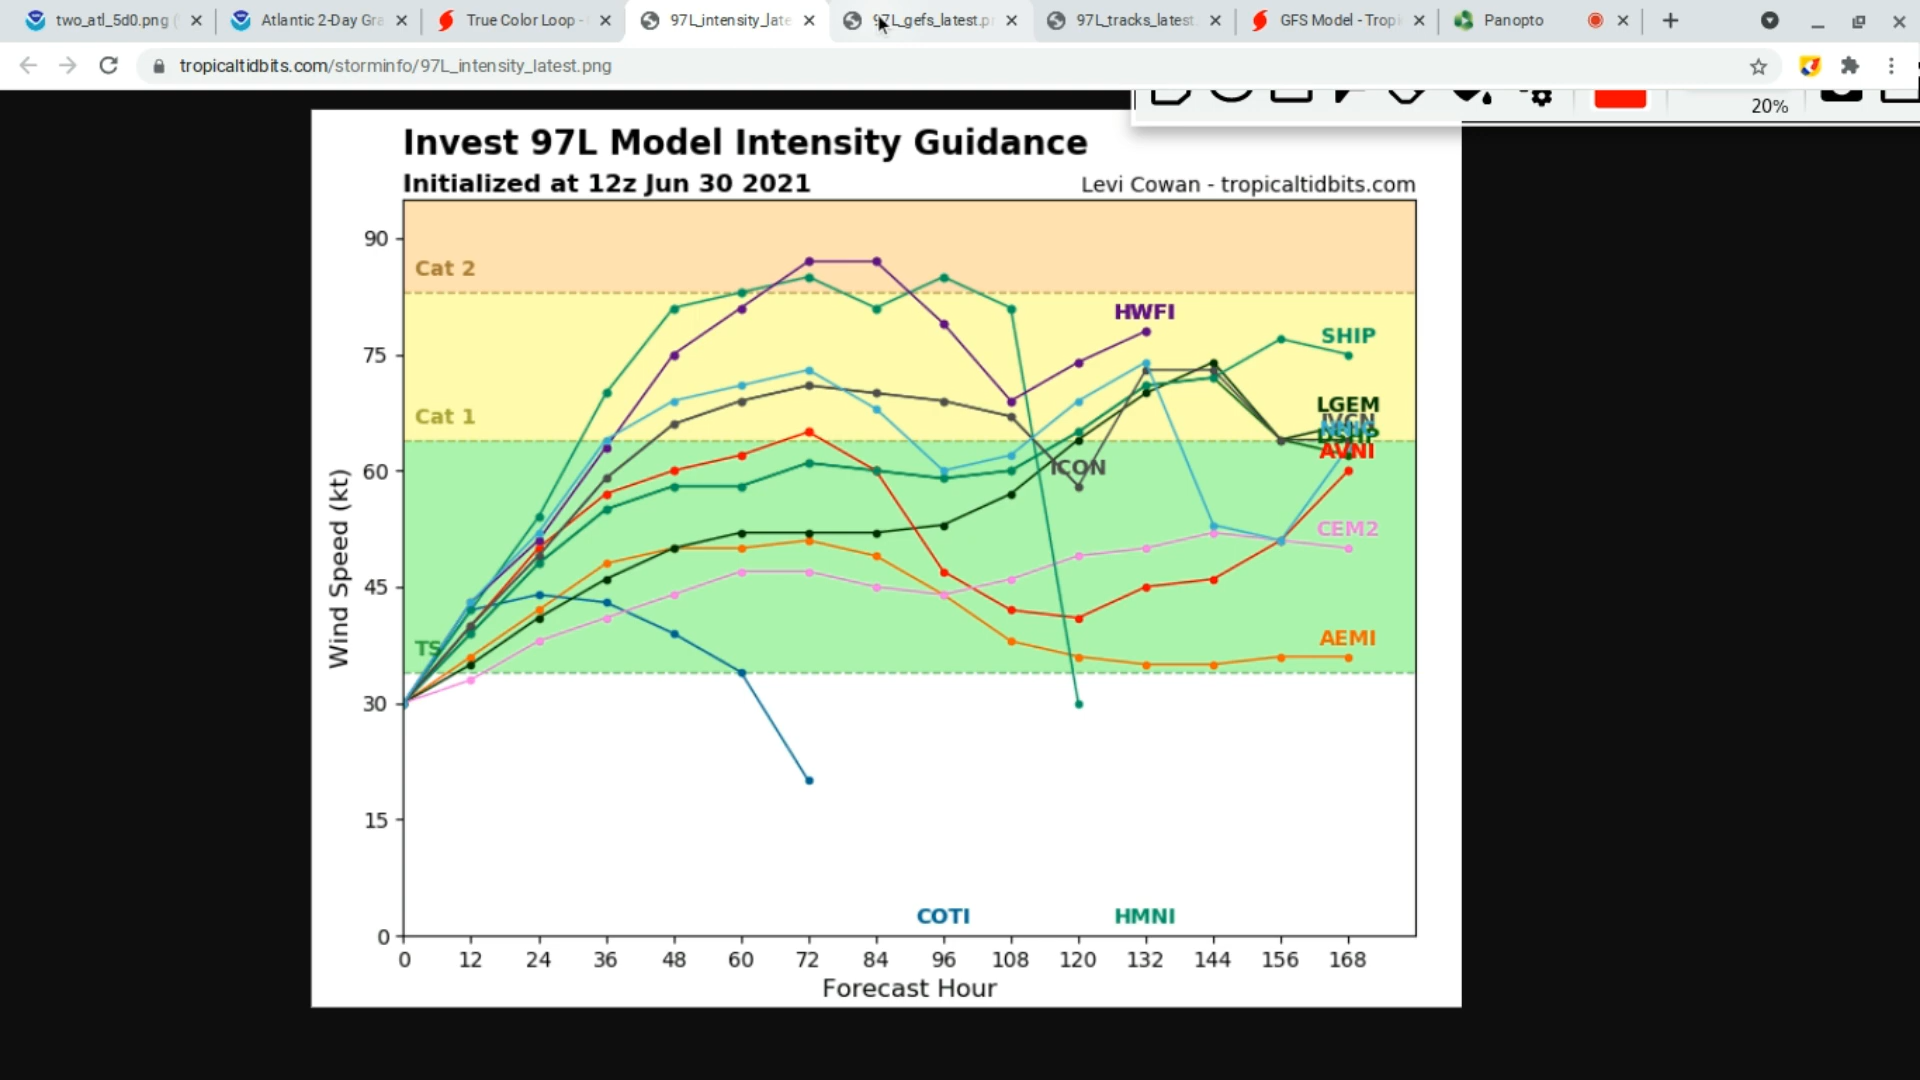 two_atl_5d0.png
Atlantic 2-Day Gra
True Color Loop -
97L_intensity_late
97L_gefs_latest.p
97L_tracks_latest.
GFS Model - Tropi
Panopto
tropicaltidbits.com/storminfo/97L_intensity_latest.png
20%
Invest 97L Model Intensity Guidance
Initialized at 12z Jun 30 2021
Levi Cowan - tropicaltidbits.com
90
Cat 2
HWFI
SHIP
75
LGEM
Cat 1
IVCN
DSHP
AVNI
ICON
60
CEM2
Wind Speed (kt)
45
AEMI
TS
30
15
COTI
HMNI
0
0 12 24 36 48 60 72 84 96 108 120 132 144 156 168
Forecast Hour